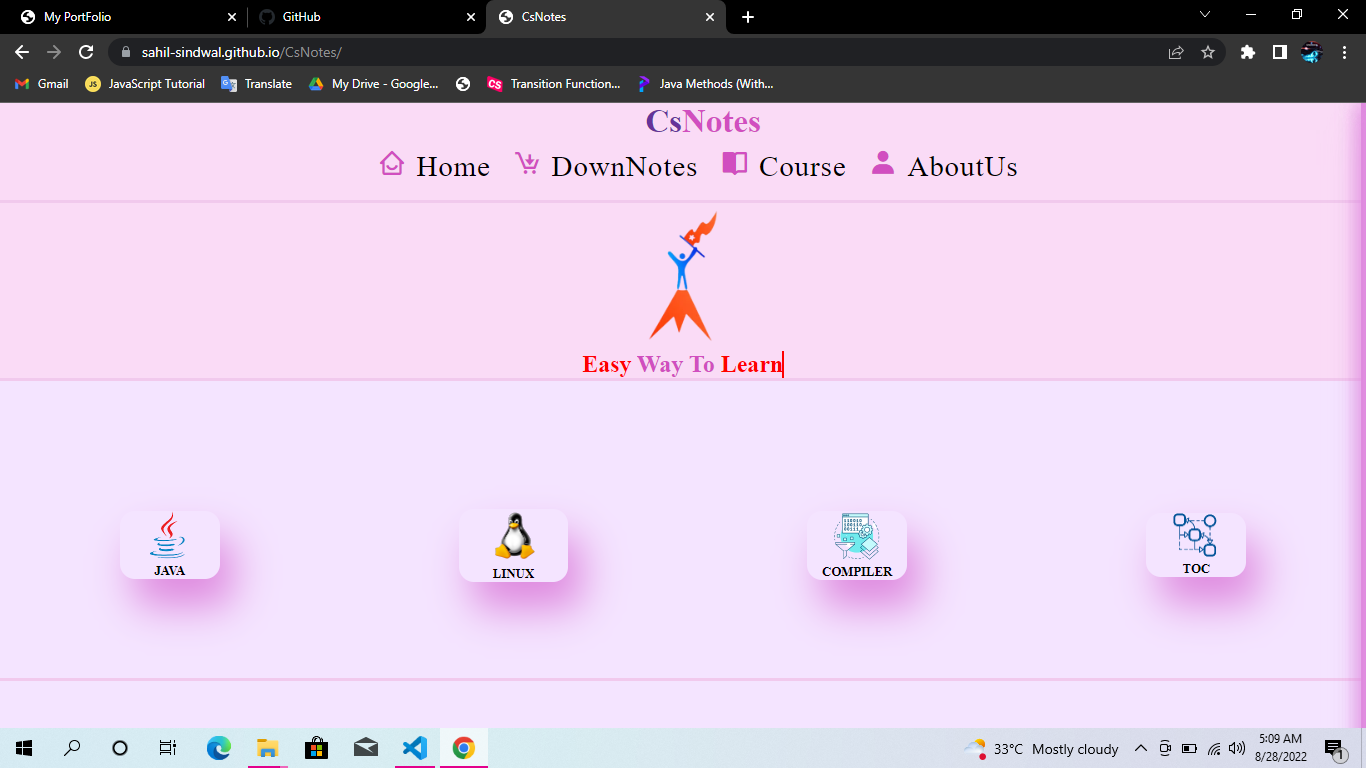 My PortFolio
GitHub
CsNotes
sahil-sindwal.github.io/CsNotes/
Gmail
JS
JavaScript Tutorial
Translate
My Drive - Google...
CS
Transition Function...
Java Methods (With...
CsNotes
Home
DownNotes
Course
AboutUs
Easy Way To Learn
JAVA
LINUX
COMPILER
TOC
33°C Mostly cloudy
5:09 AM
8/28/2022
1